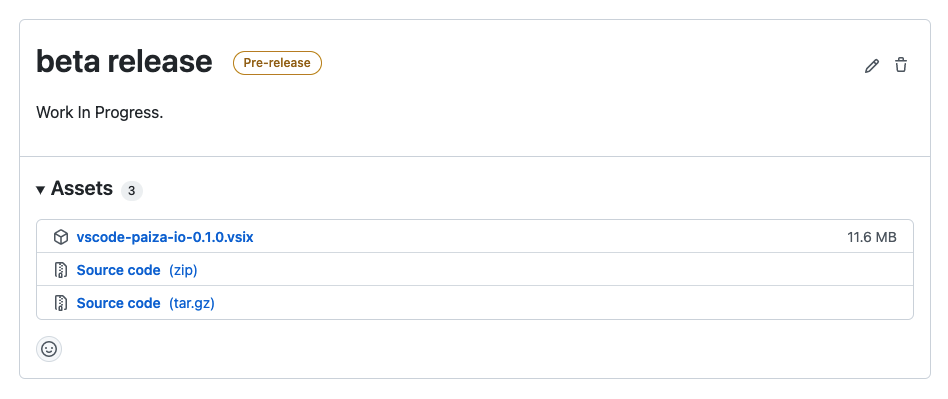 beta release Pre-release
Work In Progress.
Assets 3
vscode-paiza-io-0.1.0.vsix 11.6 MB
Source code (zip)
Source code (tar.gz)